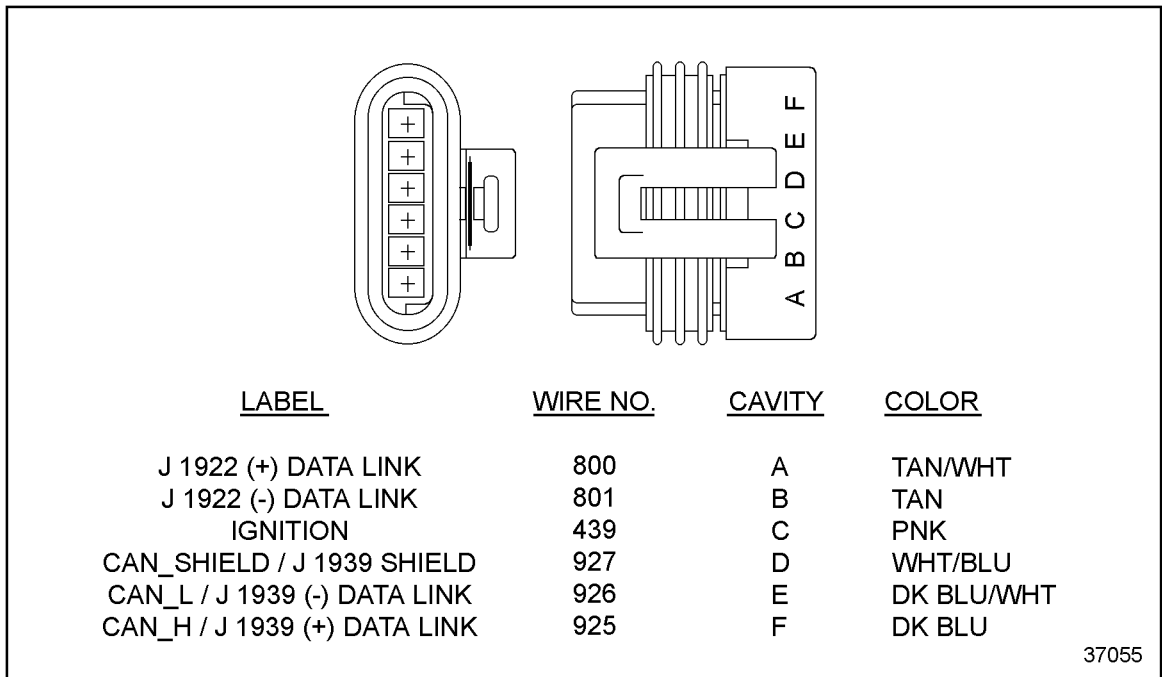 F
E
D
C
B
A
LABEL WIRE NO. CAVITY COLOR
J 1922 (+) DATA LINK 800 A TAN/WHT
J 1922 (-) DATA LINK 801 B TAN
IGNITION 439 C PNK
CAN_SHIELD / J 1939 SHIELD 927 D WHT/BLU
CAN_L / J 1939 (-) DATA LINK 926 E DK BLU/WHT
CAN_H / J 1939 (+) DATA LINK 925 F DK BLU
37055